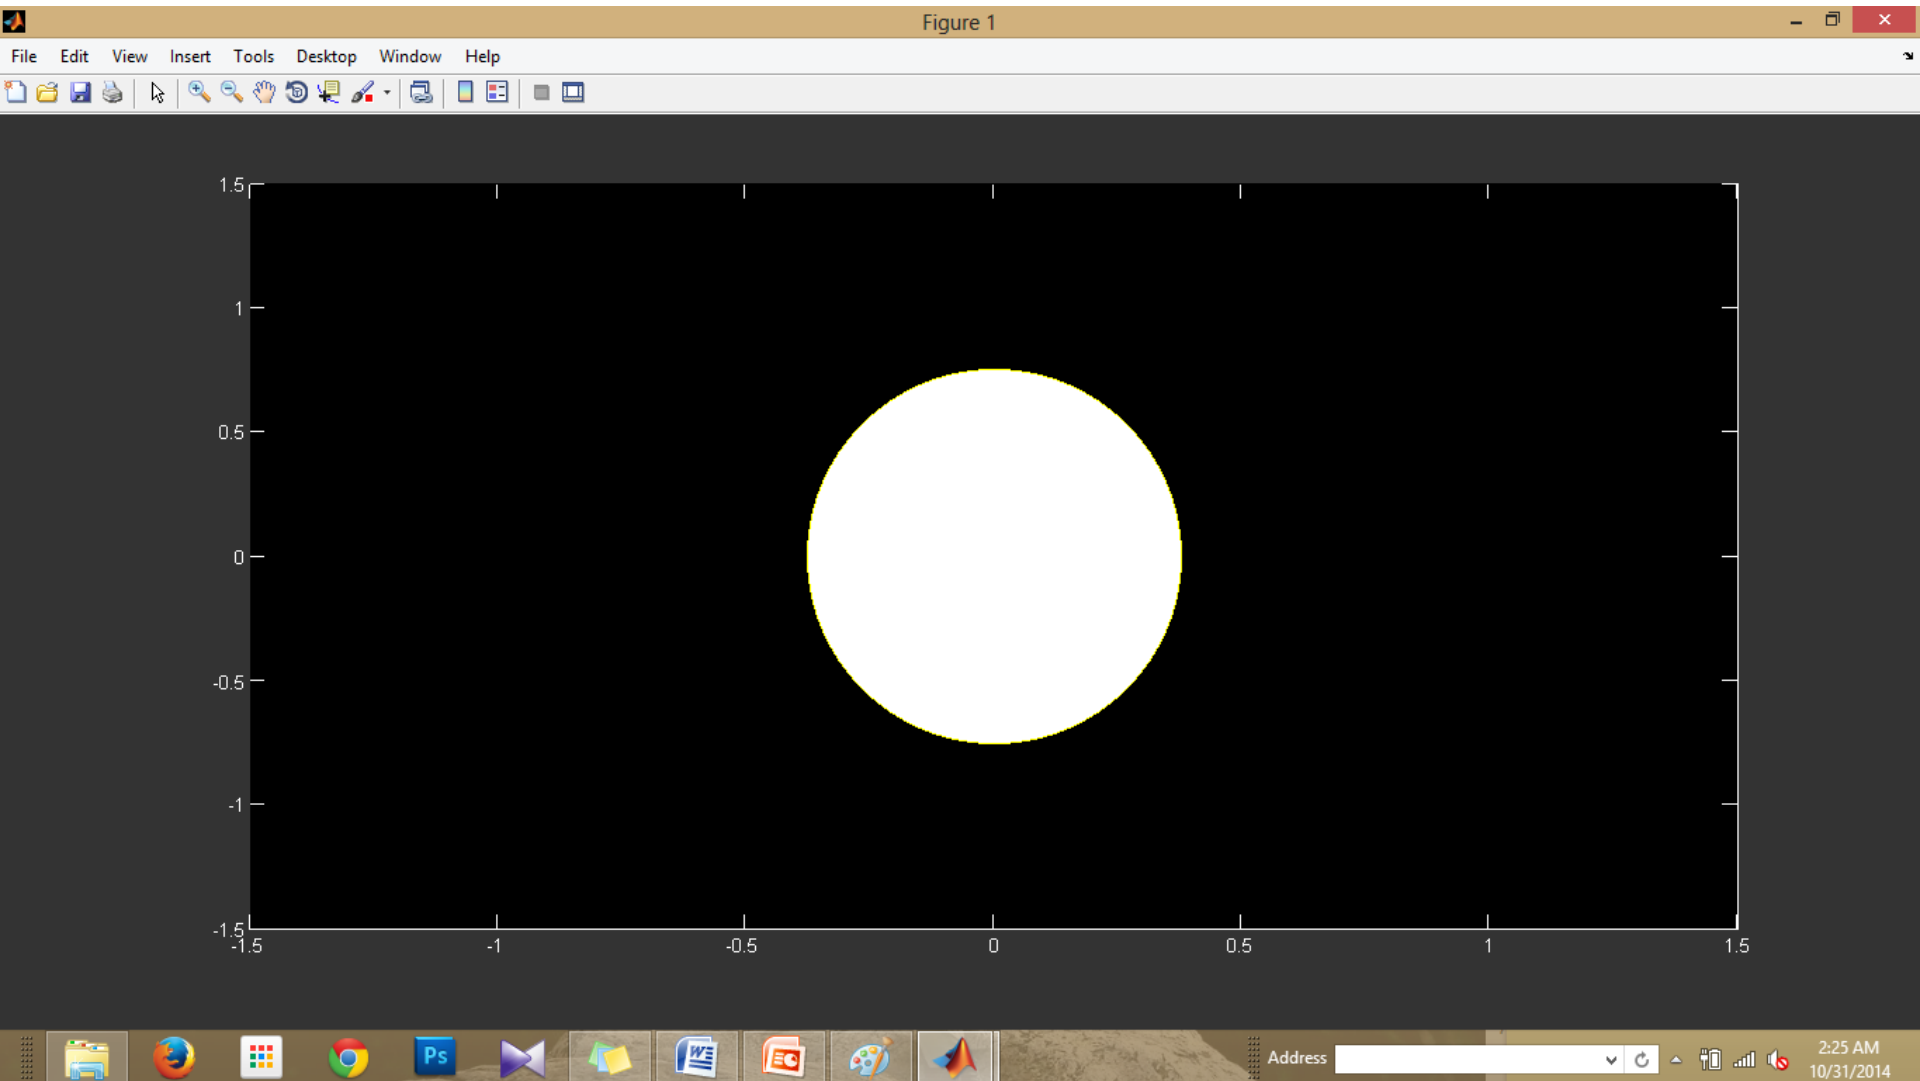 Figure 1
File Edit View Insert Tools Desktop Window Help
1.5
1
0.5
0
-0.5
-1
-1.5
-1.5 -1 -0.5 0 0.5 1 1.5
Ps
W
Address
2:25 AM
10/31/2014